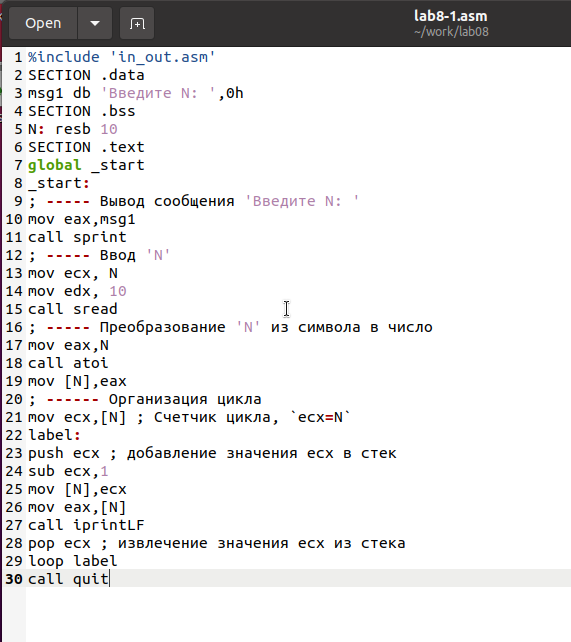 Open
lab8-1.asm
~/work/lab08
1 %include 'in_out.asm'
2 SECTION .data
3 msg1 db 'Введите N: ',0h
4 SECTION .bss
5 N: resb 10
6 SECTION .text
7 global _start
8 _start:
9 ; ----- Вывод сообщения 'Введите N: '
10 mov eax,msg1
11 call sprint
12 ; ----- Ввод 'N'
13 mov ecx, N
14 mov edx, 10
15 call sread
16 ; ----- Преобразование 'N' из символа в число
17 mov eax,N
18 call atoi
19 mov [N],eax
20 ; ------ Организация цикла
21 mov ecx,[N] ; Счетчик цикла, `ecx=N`
22 label:
23 push ecx ; добавление значения ecx в стек
24 sub ecx,1
25 mov [N],ecx
26 mov eax,[N]
27 call iprintLF
28 pop ecx ; извлечение значения ecx из стека
29 loop label
30 call quit